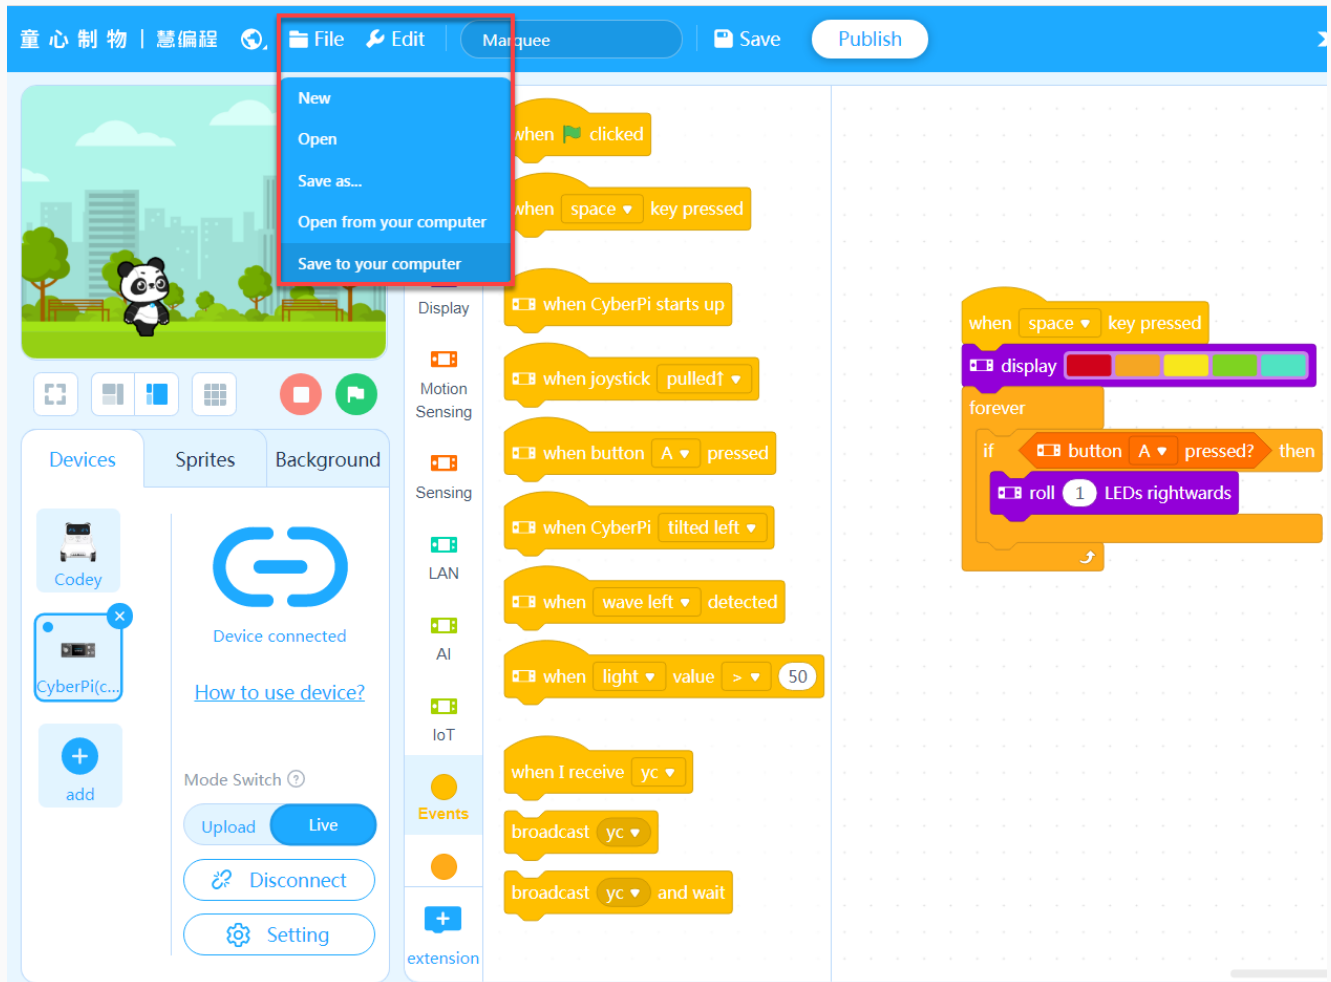 童心制物 | 慧编程
File
Edit
Marquee
Save
Publish
New
Open
Save as...
Open from your computer
Save to your computer
Devices
Sprites
Background
Codey
CyberPi(c...
add
Device connected
How to use device?
Mode Switch ?
Upload
Live
Disconnect
Setting
Display
Motion
Sensing
Sensing
LAN
AI
IoT
Events
extension
when clicked
when space key pressed
when CyberPi starts up
when joystick pulled↑
when button A pressed
when CyberPi tilted left
when wave left detected
when light value > 50
when I receive yc
broadcast yc
broadcast yc and wait
when space key pressed
display
forever
if button A pressed? then
roll 1 LEDs rightwards